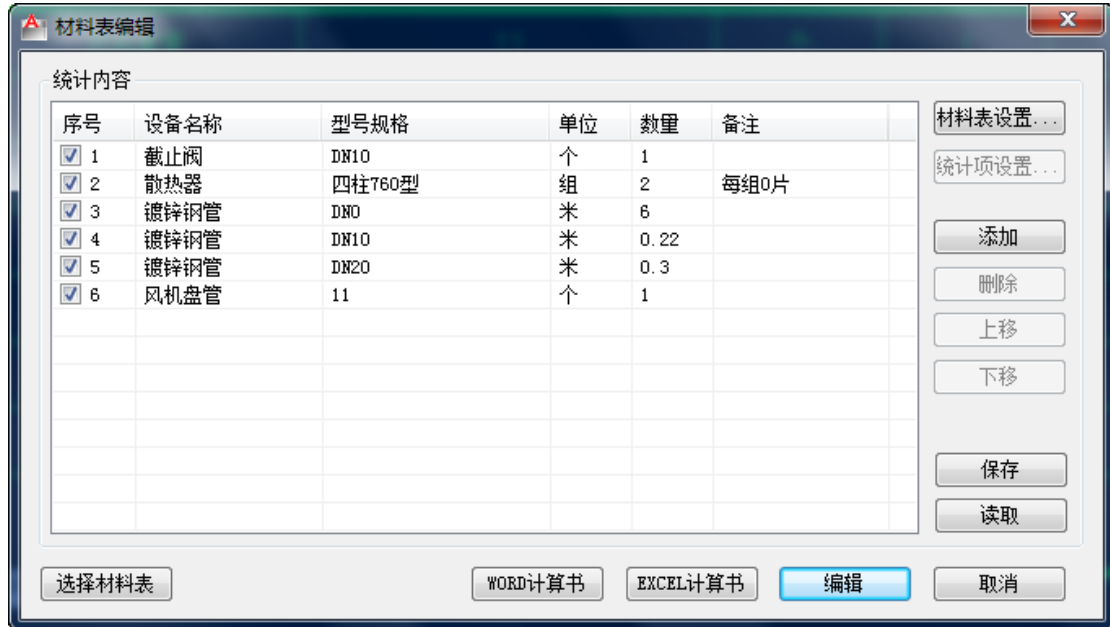 材料表编辑
统计内容
序号 设备名称 型号规格 单位 数量 备注
1 截止阀 DN10 个 1
2 散热器 四柱760型 组 2 每组0片
3 镀锌钢管 DN0 米 6
4 镀锌钢管 DN10 米 0.22
5 镀锌钢管 DN20 米 0.3
6 风机盘管 11 个 1
材料表设置...
统计项设置...
添加
删除
上移
下移
保存
读取
选择材料表 WORD计算书 EXCEL计算书 编辑 取消